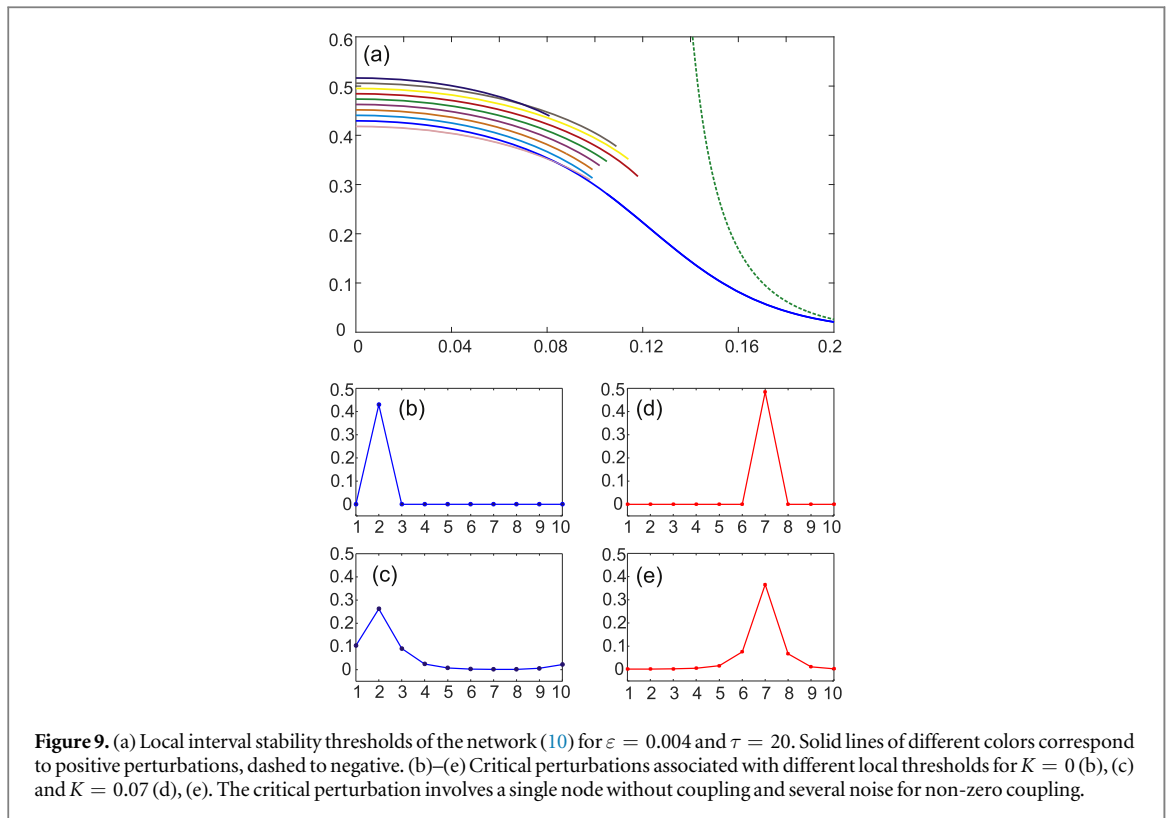 0.6
(a)
0.5
0.4
0.3
0.2
0.1
0
0 0.04 0.08 0.12 0.16 0.2
0.5
(b)
0.4
0.3
0.2
0.1
0
1 2 3 4 5 6 7 8 9 10
0.5
(d)
0.4
0.3
0.2
0.1
0
1 2 3 4 5 6 7 8 9 10
0.5
(c)
0.4
0.3
0.2
0.1
0
1 2 3 4 5 6 7 8 9 10
0.5
(e)
0.4
0.3
0.2
0.1
0
1 2 3 4 5 6 7 8 9 10
Figure 9. (a) Local interval stability thresholds of the network (10) for ε = 0.004 and τ = 20. Solid lines of different colors correspond
to positive perturbations, dashed to negative. (b)–(e) Critical perturbations associated with different local thresholds for K = 0 (b), (c)
and K = 0.07 (d), (e). The critical perturbation involves a single node without coupling and several noise for non-zero coupling.